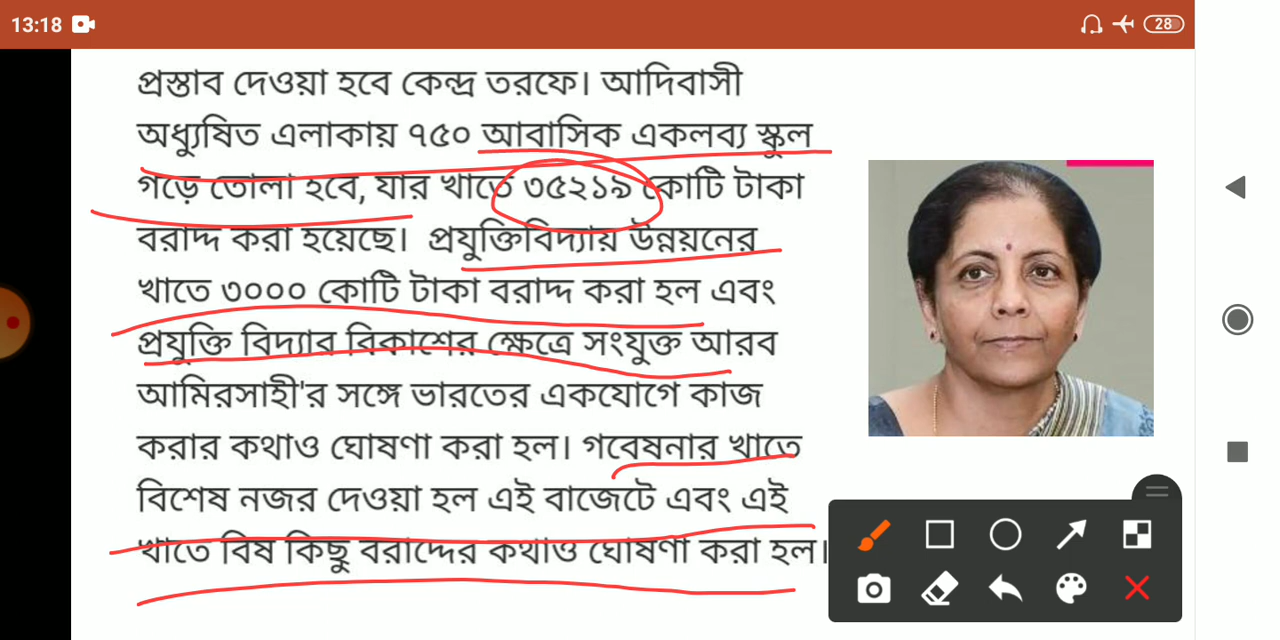 13:18
28
প্রস্তাব দেওয়া হবে কেন্দ্র তরফে। আদিবাসী
অধ্যুষিত এলাকায় ৭৫০ আবাসিক একলব্য স্কুল
গড়ে তোলা হবে, যার খাতে ৩৫২১৯ কোটি টাকা
বরাদ্দ করা হয়েছে। প্রযুক্তিবিদ্যায় উন্নয়নের
খাতে ৩০০০ কোটি টাকা বরাদ্দ করা হল এবং
প্রযুক্তি বিদ্যার বিকাশের ক্ষেত্রে সংযুক্ত আরব
আমিরসাহী'র সঙ্গে ভারতের একযোগে কাজ
করার কথাও ঘোষণা করা হল। গবেষনার খাতে
বিশেষ নজর দেওয়া হল এই বাজেটে এবং এই
খাতে বিষ কিছু বরাদ্দের কথাও ঘোষণা করা হল।